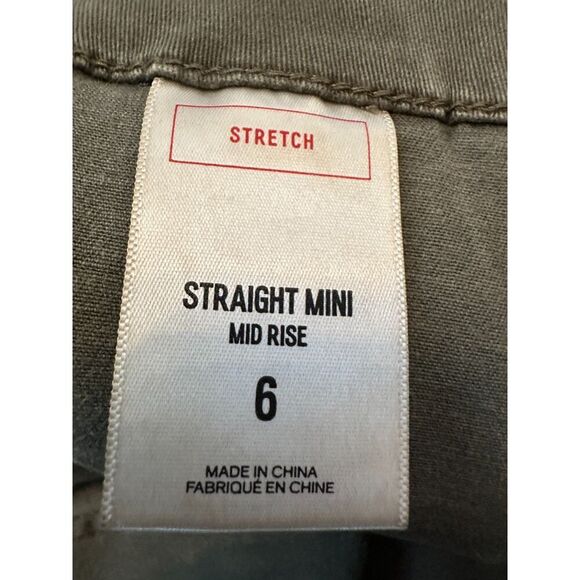 STRETCH
STRAIGHT MINI
MID RISE
6
MADE IN CHINA
FABRIQUÉ EN CHINE